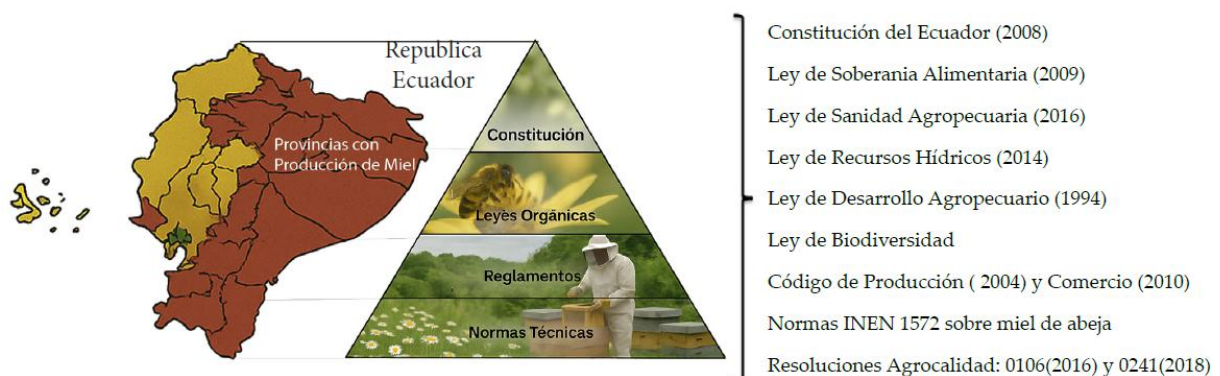 Republica
Ecuador
Provincias con
Producción de Miel
Constitución
Leyès Orgánicas
Reglamentos
Normas Técnicas
Constitución del Ecuador (2008)
Ley de Soberania Alimentaria (2009)
Ley de Sanidad Agropecuaria (2016)
Ley de Recursos Hídricos (2014)
Ley de Desarrollo Agropecuario (1994)
Ley de Biodiversidad
Código de Producción ( 2004) y Comercio (2010)
Normas INEN 1572 sobre miel de abeja
Resoluciones Agrocalidad: 0106(2016) y 0241(2018)